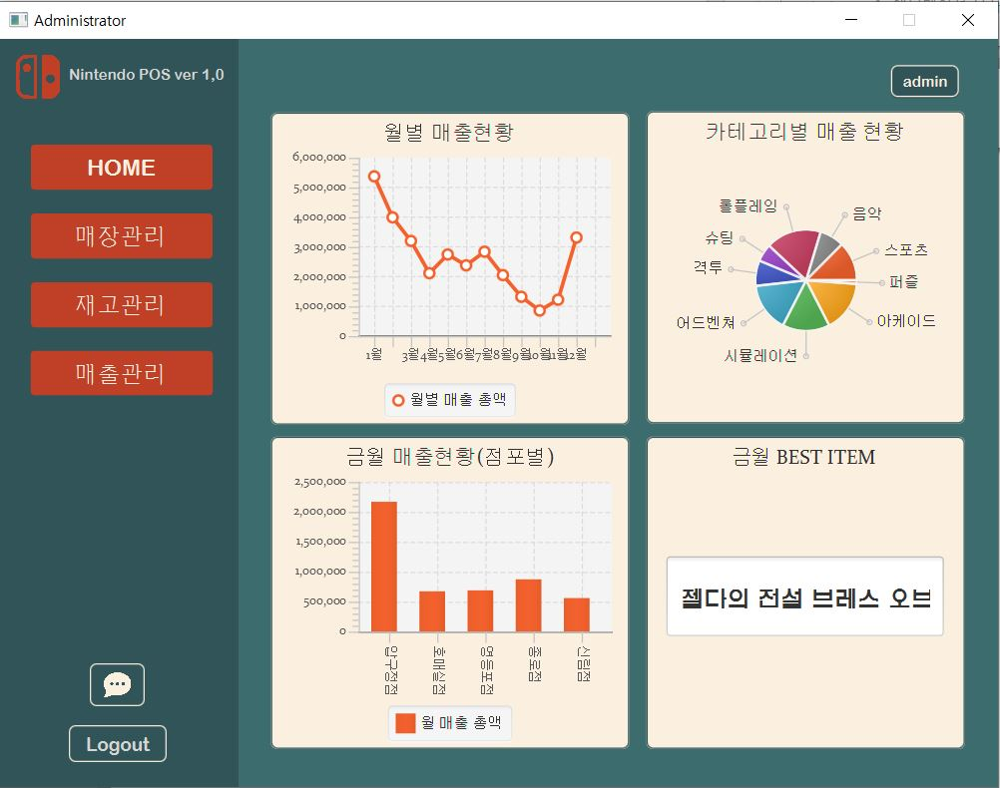 Administrator
Nintendo POS ver 1,0
admin
HOME
매장관리
재고관리
매출관리
Logout
월별 매출현황
6,000,000
5,000,000
4,000,000
3,000,000
2,000,000
1,000,000
0
1월 3월 4월 5월 6월 7월 8월 9월 10월 11월 12월
월별 매출 총액
카테고리별 매출 현황
롤플레잉
음악
슈팅
스포츠
격투
퍼즐
어드벤쳐
아케이드
시뮬레이션
금월 매출현황(점포별)
2,500,000
2,000,000
1,500,000
1,000,000
500,000
0
압구정점
호매실점
영등포점
종로점
신림점
월 매출 총액
금월 BEST ITEM
젤다의 전설 브레스 오브